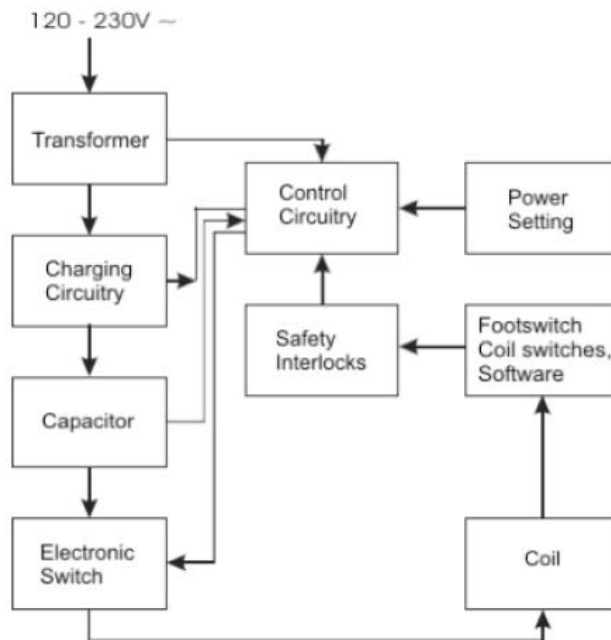 120 - 230V ~
Transformer
Control
Circuitry
Power
Setting
Charging
Circuitry
Safety
Interlocks
Footswitch
Coil switches,
Software
Capacitor
Electronic
Switch
Coil